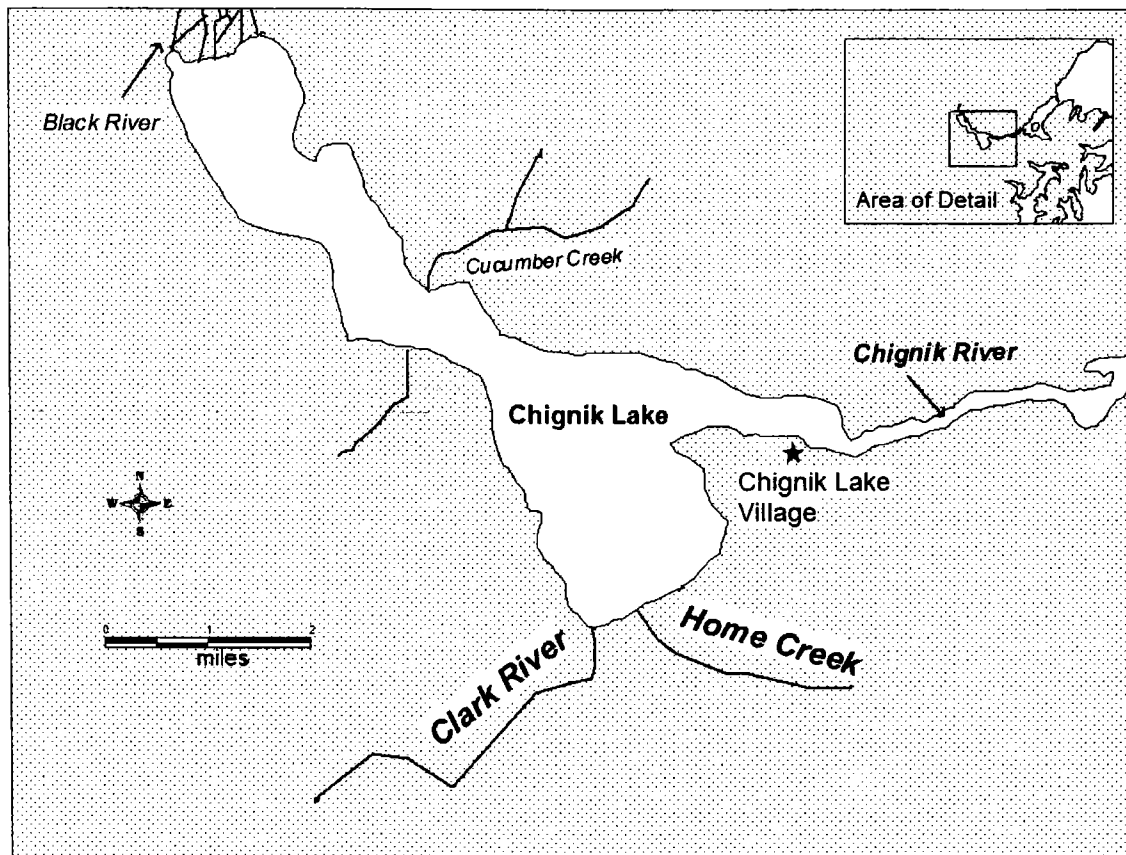 Black River
Area of Detail
Cucumber Creek
Chignik River
Chignik Lake
Chignik Lake
Village
N
W E
S
0 1 2
miles
Home Creek
Clark River